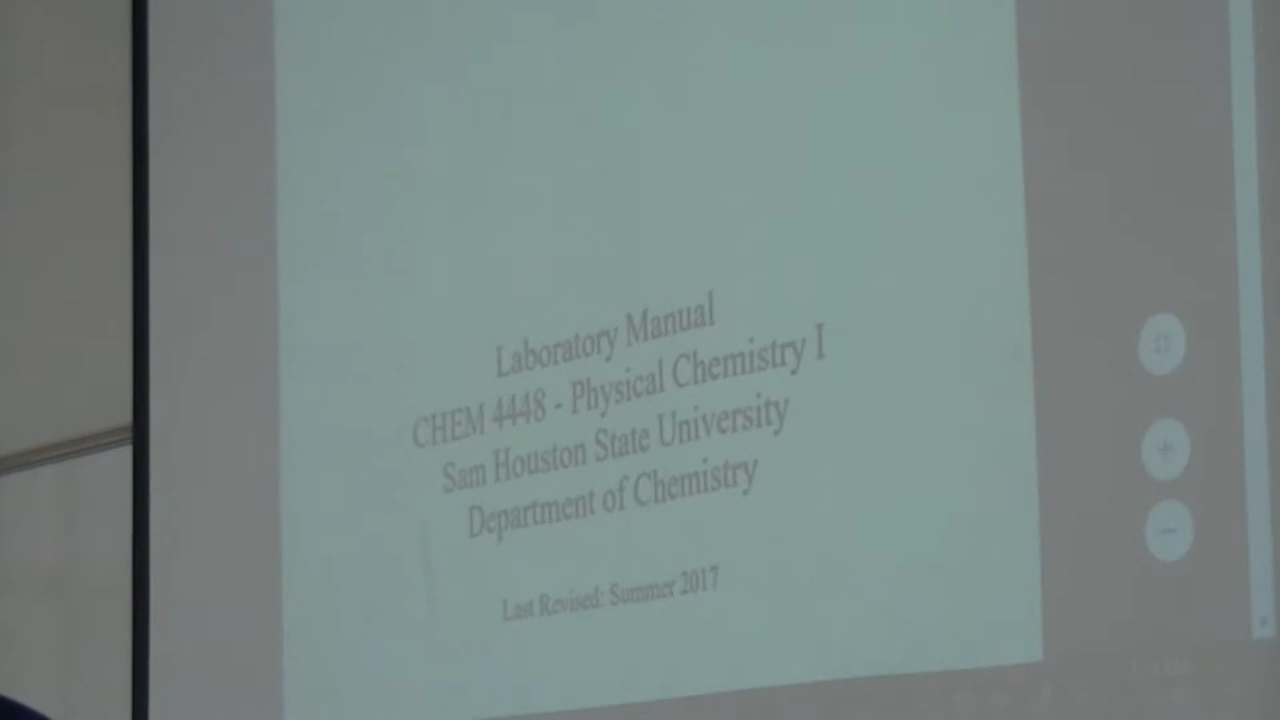 Laboratory Manual
CHEM 4448 - Physical Chemistry I
Sam Houston State University
Department of Chemistry
Last Revised: Summer 2017